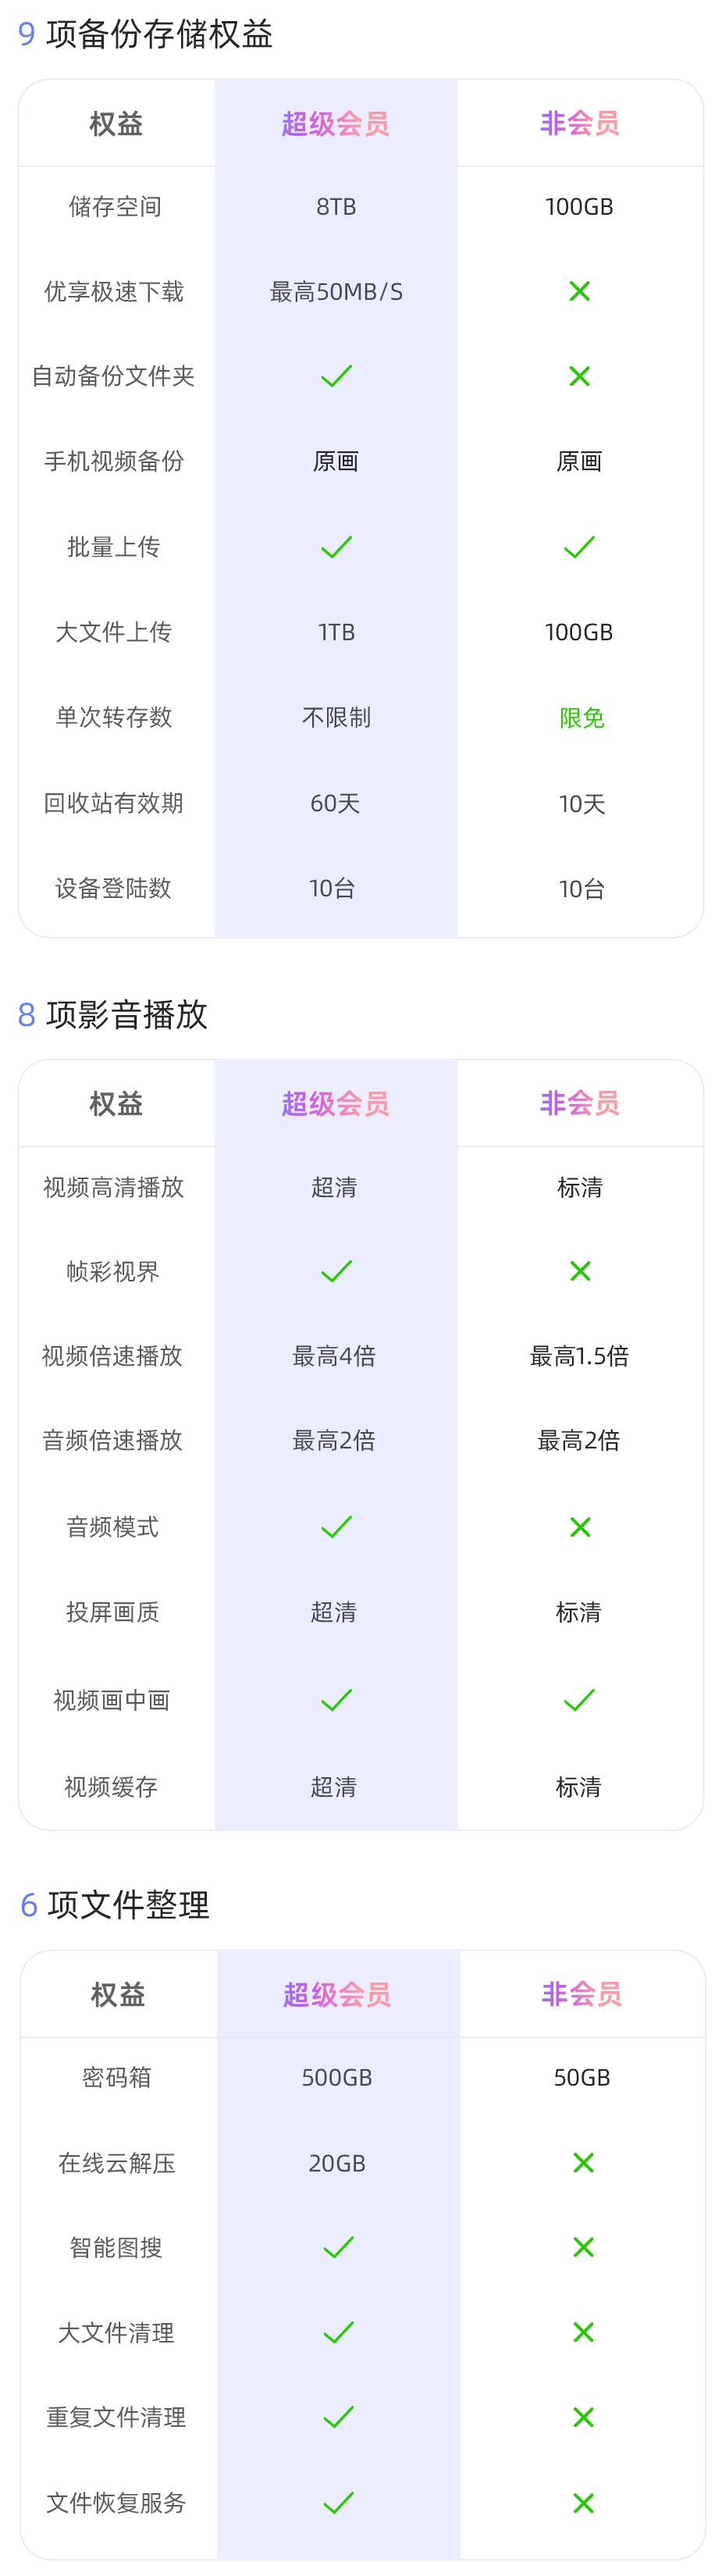 9 项备份存储权益
权益 超级会员 非会员
储存空间 8TB 100GB
优享极速下载 最高50MB/S ×
自动备份文件夹 ✓ ×
手机视频备份 原画 原画
批量上传 ✓ ✓
大文件上传 1TB 100GB
单次转存数 不限制 限免
回收站有效期 60天 10天
设备登陆数 10台 10台
8 项影音播放
权益 超级会员 非会员
视频高清播放 超清 标清
帧彩视界 ✓ ×
视频倍速播放 最高4倍 最高1.5倍
音频倍速播放 最高2倍 最高2倍
音频模式 ✓ ×
投屏画质 超清 标清
视频画中画 ✓ ✓
视频缓存 超清 标清
6 项文件整理
权益 超级会员 非会员
密码箱 500GB 50GB
在线云解压 20GB ×
智能图搜 ✓ ×
大文件清理 ✓ ×
重复文件清理 ✓ ×
文件恢复服务 ✓ ×